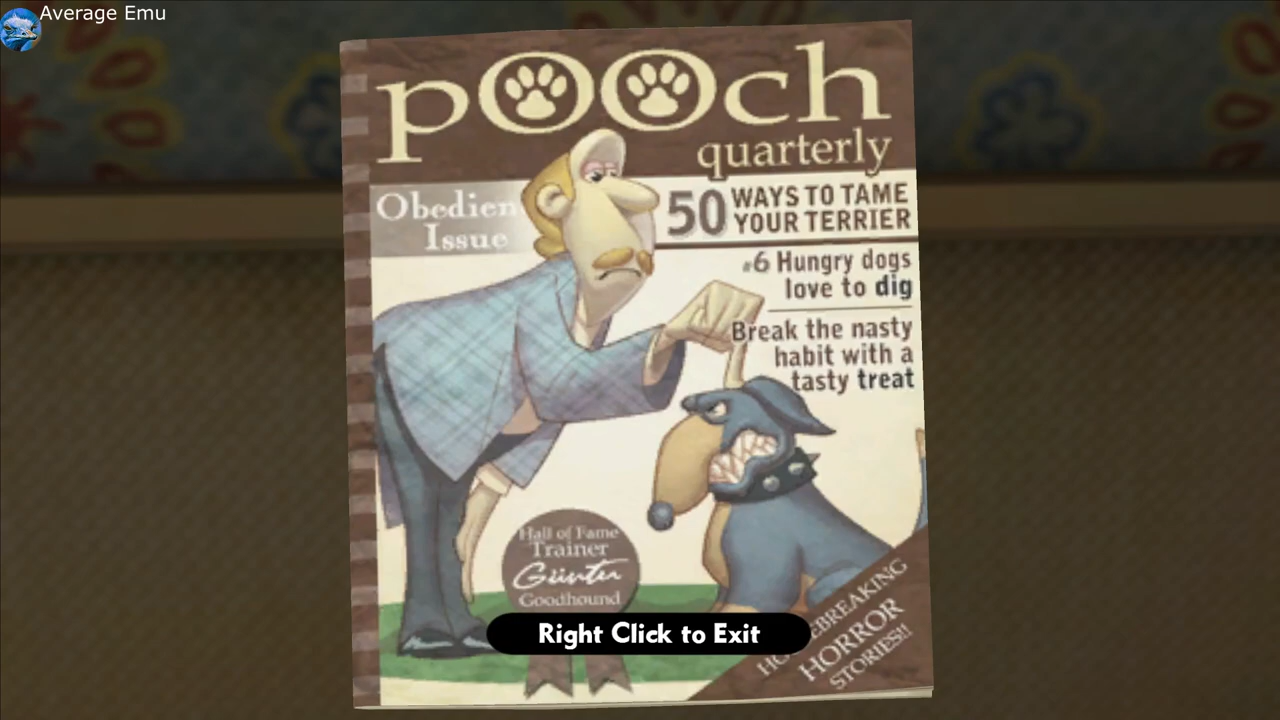 Average Emu
pooch
quarterly
Obedien
Issue
50 WAYS TO TAME
YOUR TERRIER
#6 Hungry dogs
love to dig
Break the nasty
habit with a
tasty treat
Hall of Fame
Trainer
Günter
Goodhound
Right Click to Exit
HORROR
STORIES!!